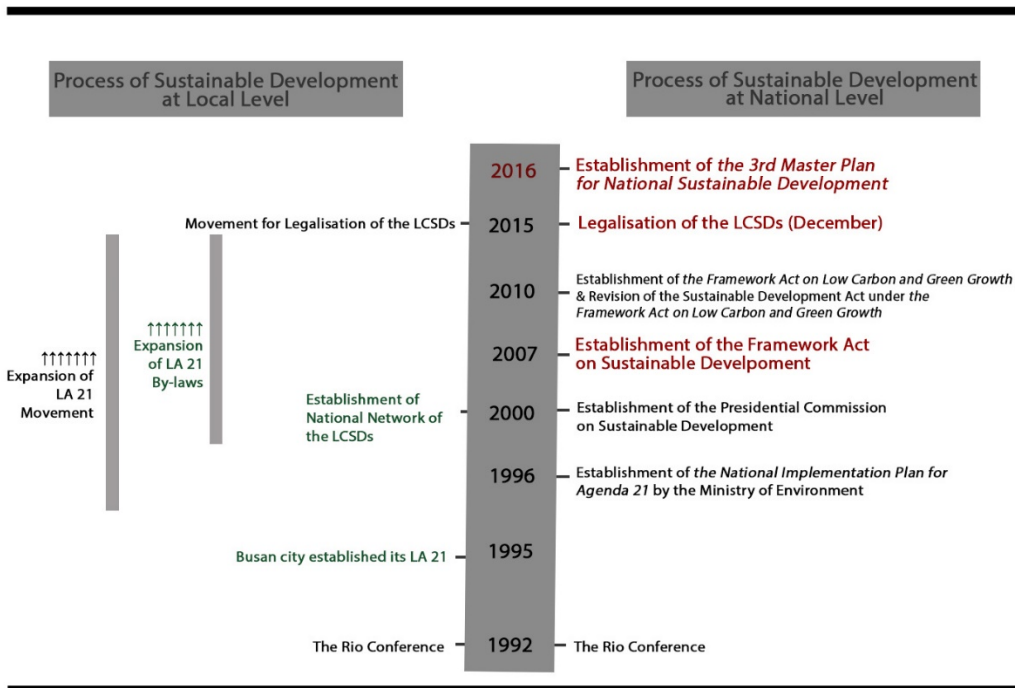 Process of Sustainable Development
at Local Level
Process of Sustainable Development
at National Level
2016
Establishment of the 3rd Master Plan
for National Sustainable Development
Movement for Legalisation of the LCSDs
2015
Legalisation of the LCSDs (December)
2010
Establishment of the Framework Act on Low Carbon and Green Growth
& Revision of the Sustainable Development Act under the
Framework Act on Low Carbon and Green Growth
↑↑↑↑↑↑↑
Expansion
of LA 21
By-laws
↑↑↑↑↑↑↑
Expansion of
LA 21
Movement
2007
Establishment of the Framework Act
on Sustainable Develpoment
Establishment of
National Network of
the LCSDs
2000
Establishment of the Presidential Commission
on Sustainable Development
1996
Establishment of the National Implementation Plan for
Agenda 21 by the Ministry of Environment
Busan city established its LA 21
1995
The Rio Conference
1992
The Rio Conference